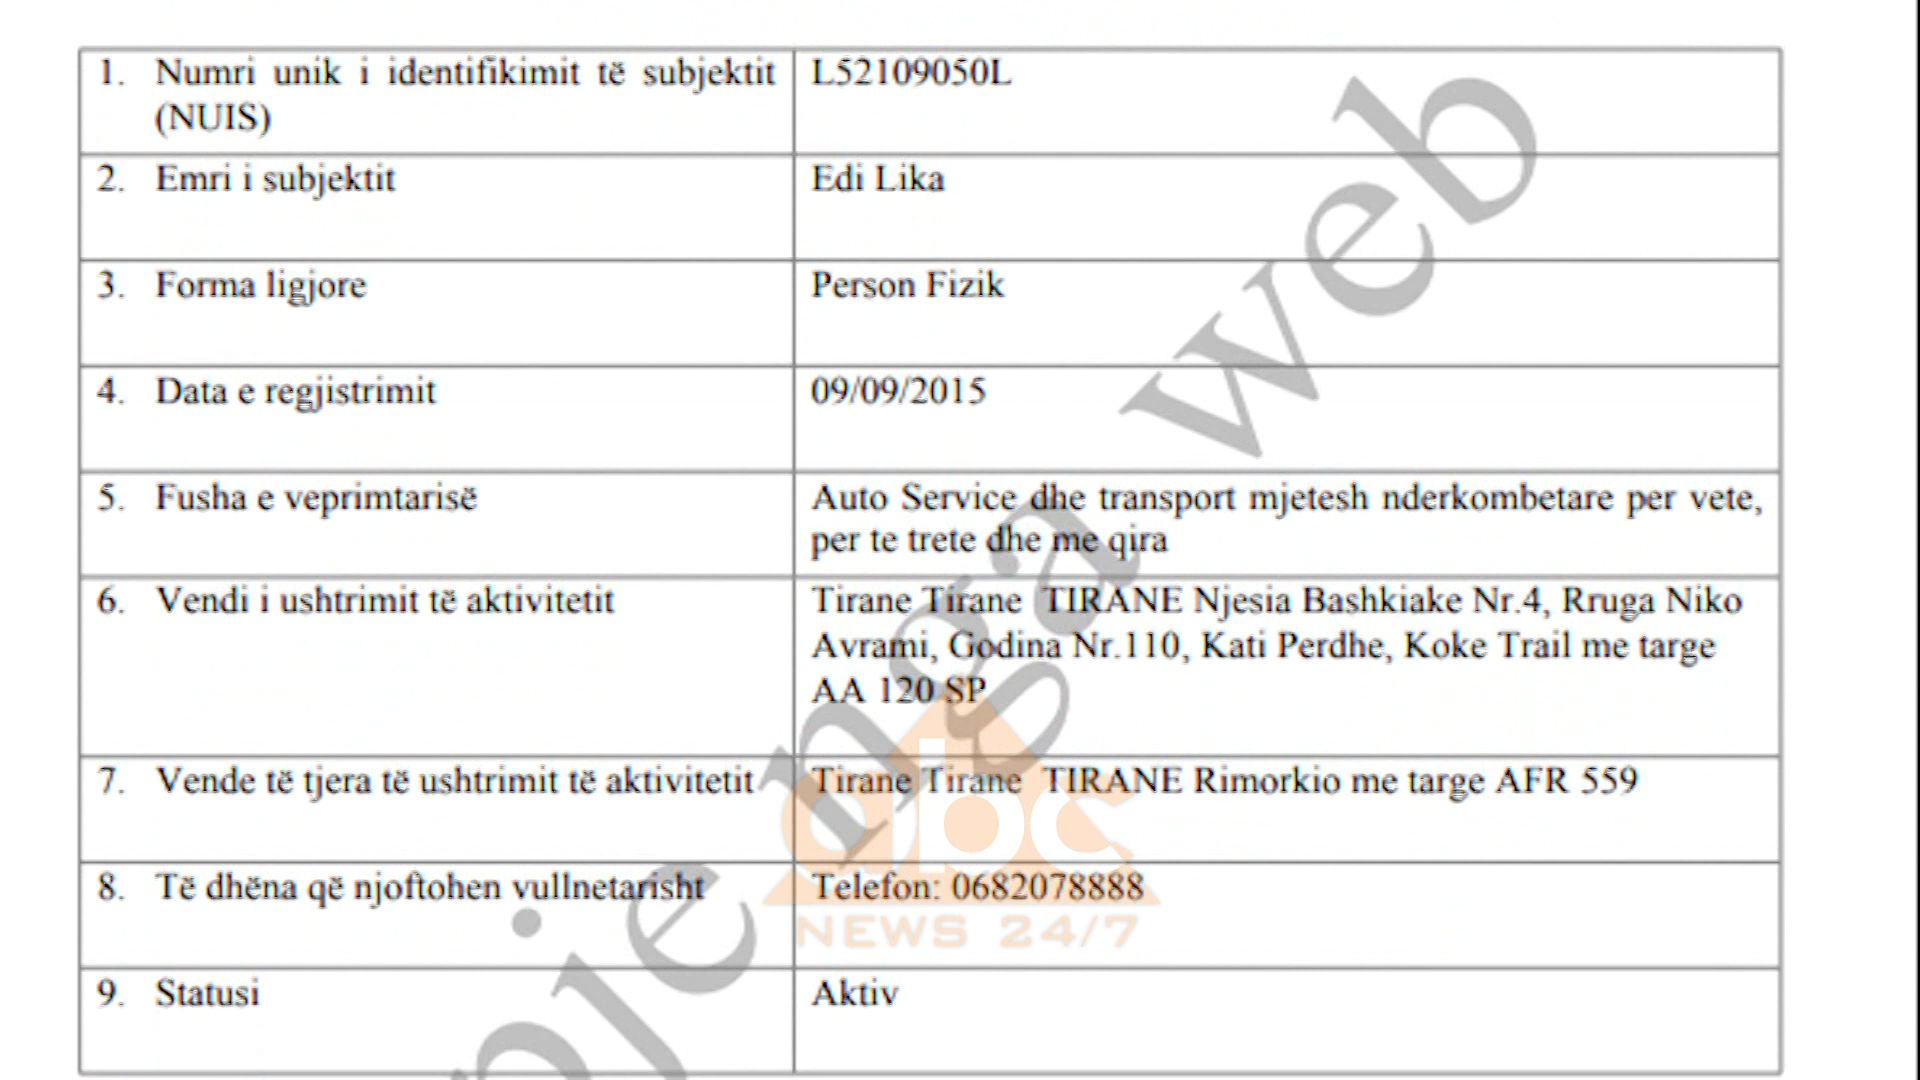 1. Numri unik i identifikimit të subjektit
(NUIS)
L52109050L
2. Emri i subjektit
Edi Lika
3. Forma ligjore
Person Fizik
4. Data e regjistrimit
09/09/2015
5. Fusha e veprimtarisë
Auto Service dhe transport mjetesh nderkombetare per vete,
per te trete dhe me qira
6. Vendi i ushtrimit të aktivitetit
Tirane Tirane TIRANE Njesia Bashkiake Nr.4, Rruga Niko
Avrami, Godina Nr.110, Kati Perdhe, Koke Trail me targe
AA 120 SP
7. Vende të tjera të ushtrimit të aktivitetit
Tirane Tirane TIRANE Rimorkio me targe AFR 559
8. Të dhëna që njoftohen vullnetarisht
Telefon: 0682078888
9. Statusi
Aktiv
pje nga web
abc
NEWS 24/7